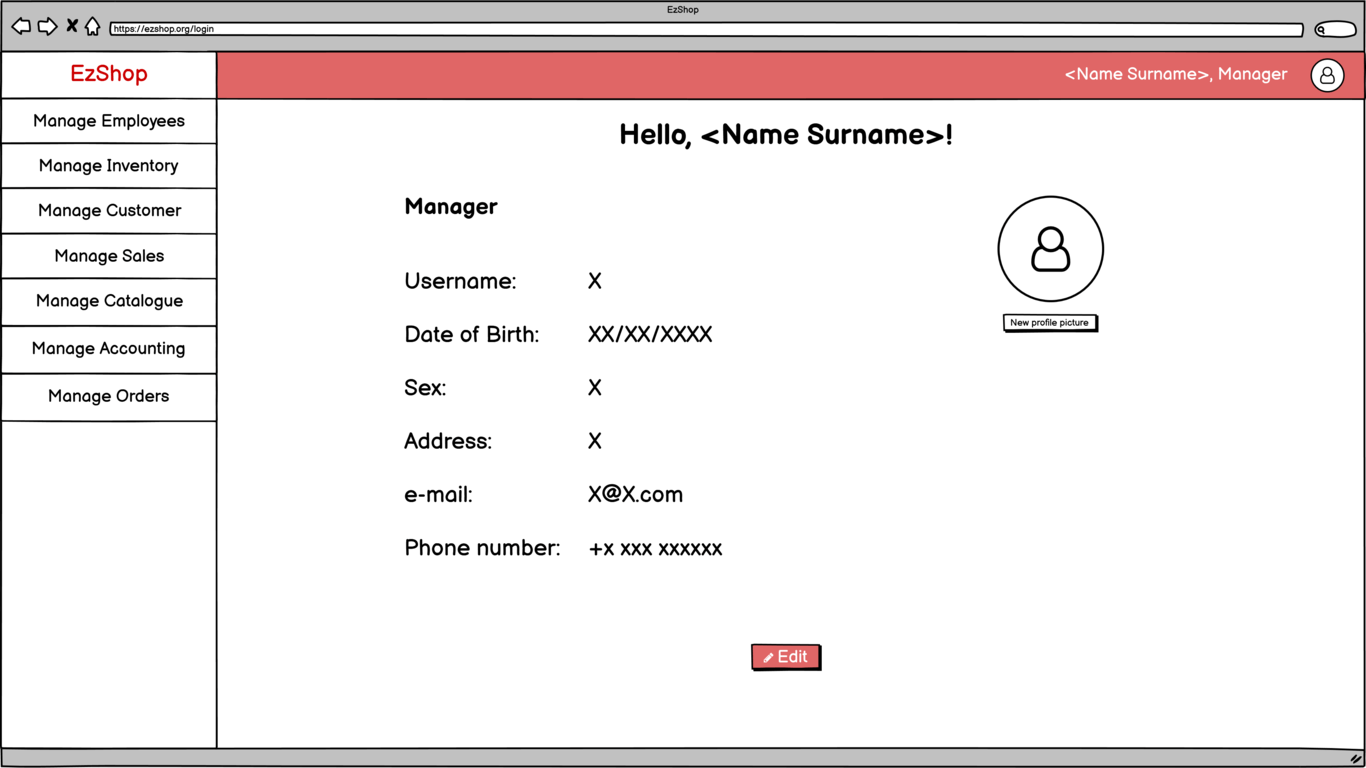 EzShop
https://ezshop.org/login
EzShop
<Name Surname>, Manager
Manage Employees
Manage Inventory
Manage Customer
Manage Sales
Manage Catalogue
Manage Accounting
Manage Orders
Hello, <Name Surname>!
Manager
Username: X
Date of Birth: XX/XX/XXXX
Sex: X
Address: X
e-mail: X@X.com
Phone number: +x xxx xxxxxx
New profile picture
Edit